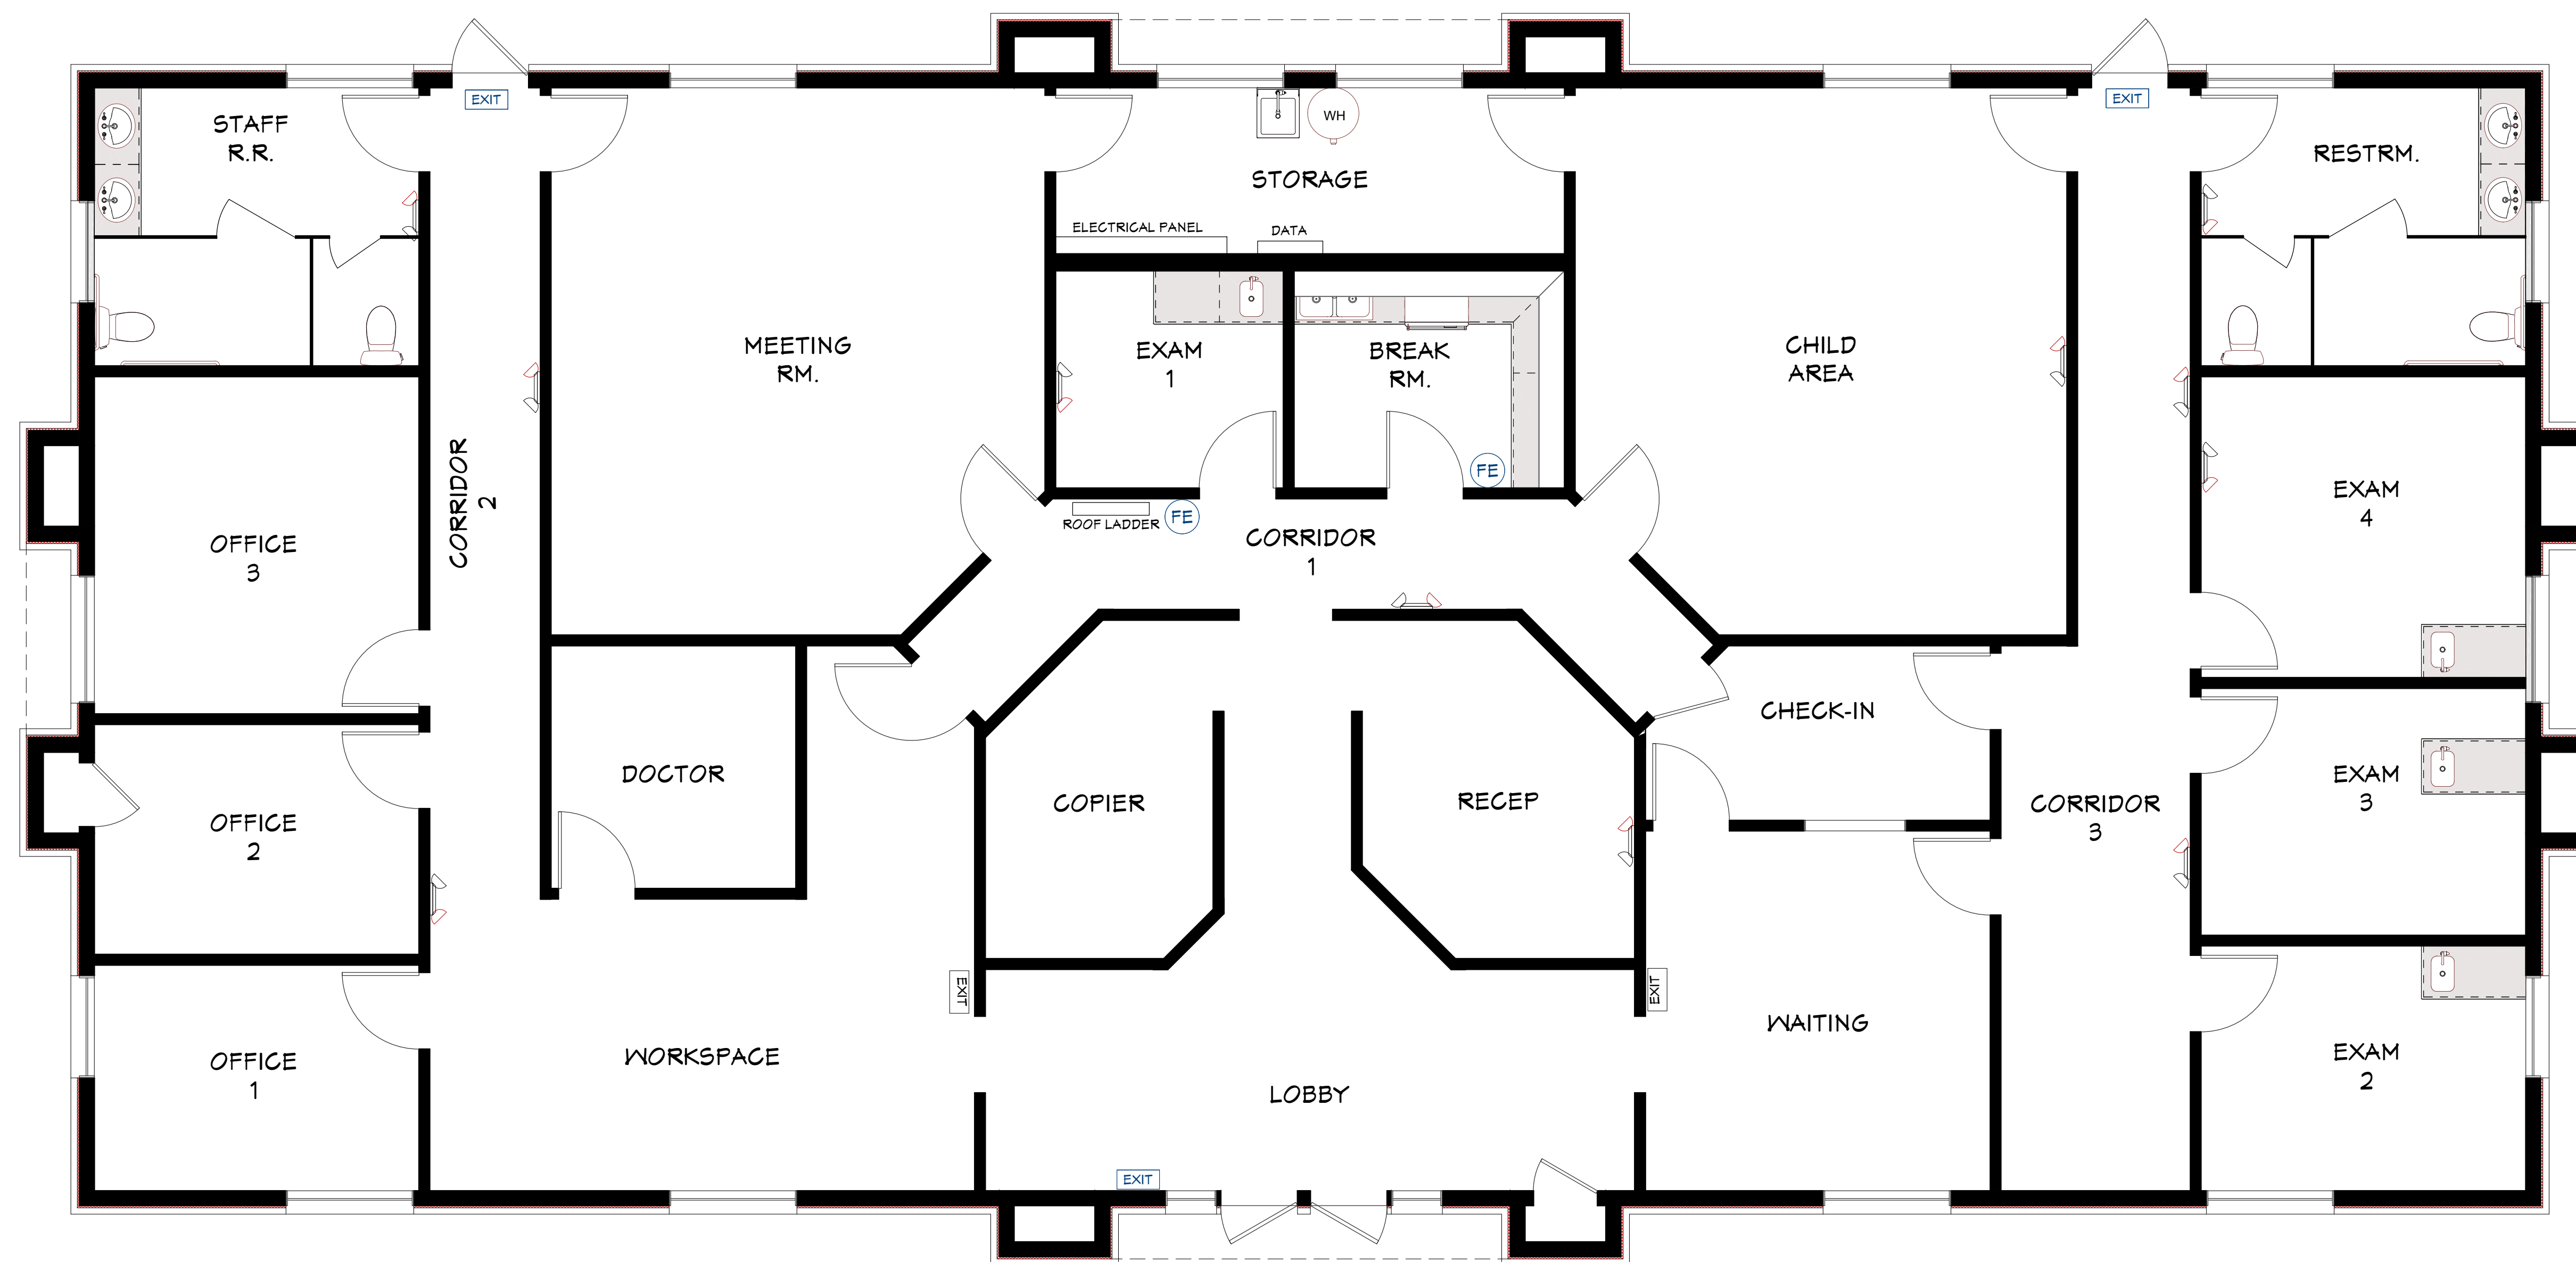 EXIT
EXIT
STAFF
R.R.
WH
RESTRM.
STORAGE
ELECTRICAL PANEL
DATA
MEETING
RM.
EXAM
1
BREAK
RM.
CHILD
AREA
FE
EXAM
4
CORRIDOR
2
FE
ROOF LADDER
CORRIDOR
1
OFFICE
3
CHECK-IN
DOCTOR
COPIER
RECEP
CORRIDOR
3
EXAM
3
OFFICE
2
EXIT
EXIT
WAITING
EXAM
2
OFFICE
1
WORKSPACE
LOBBY
EXIT